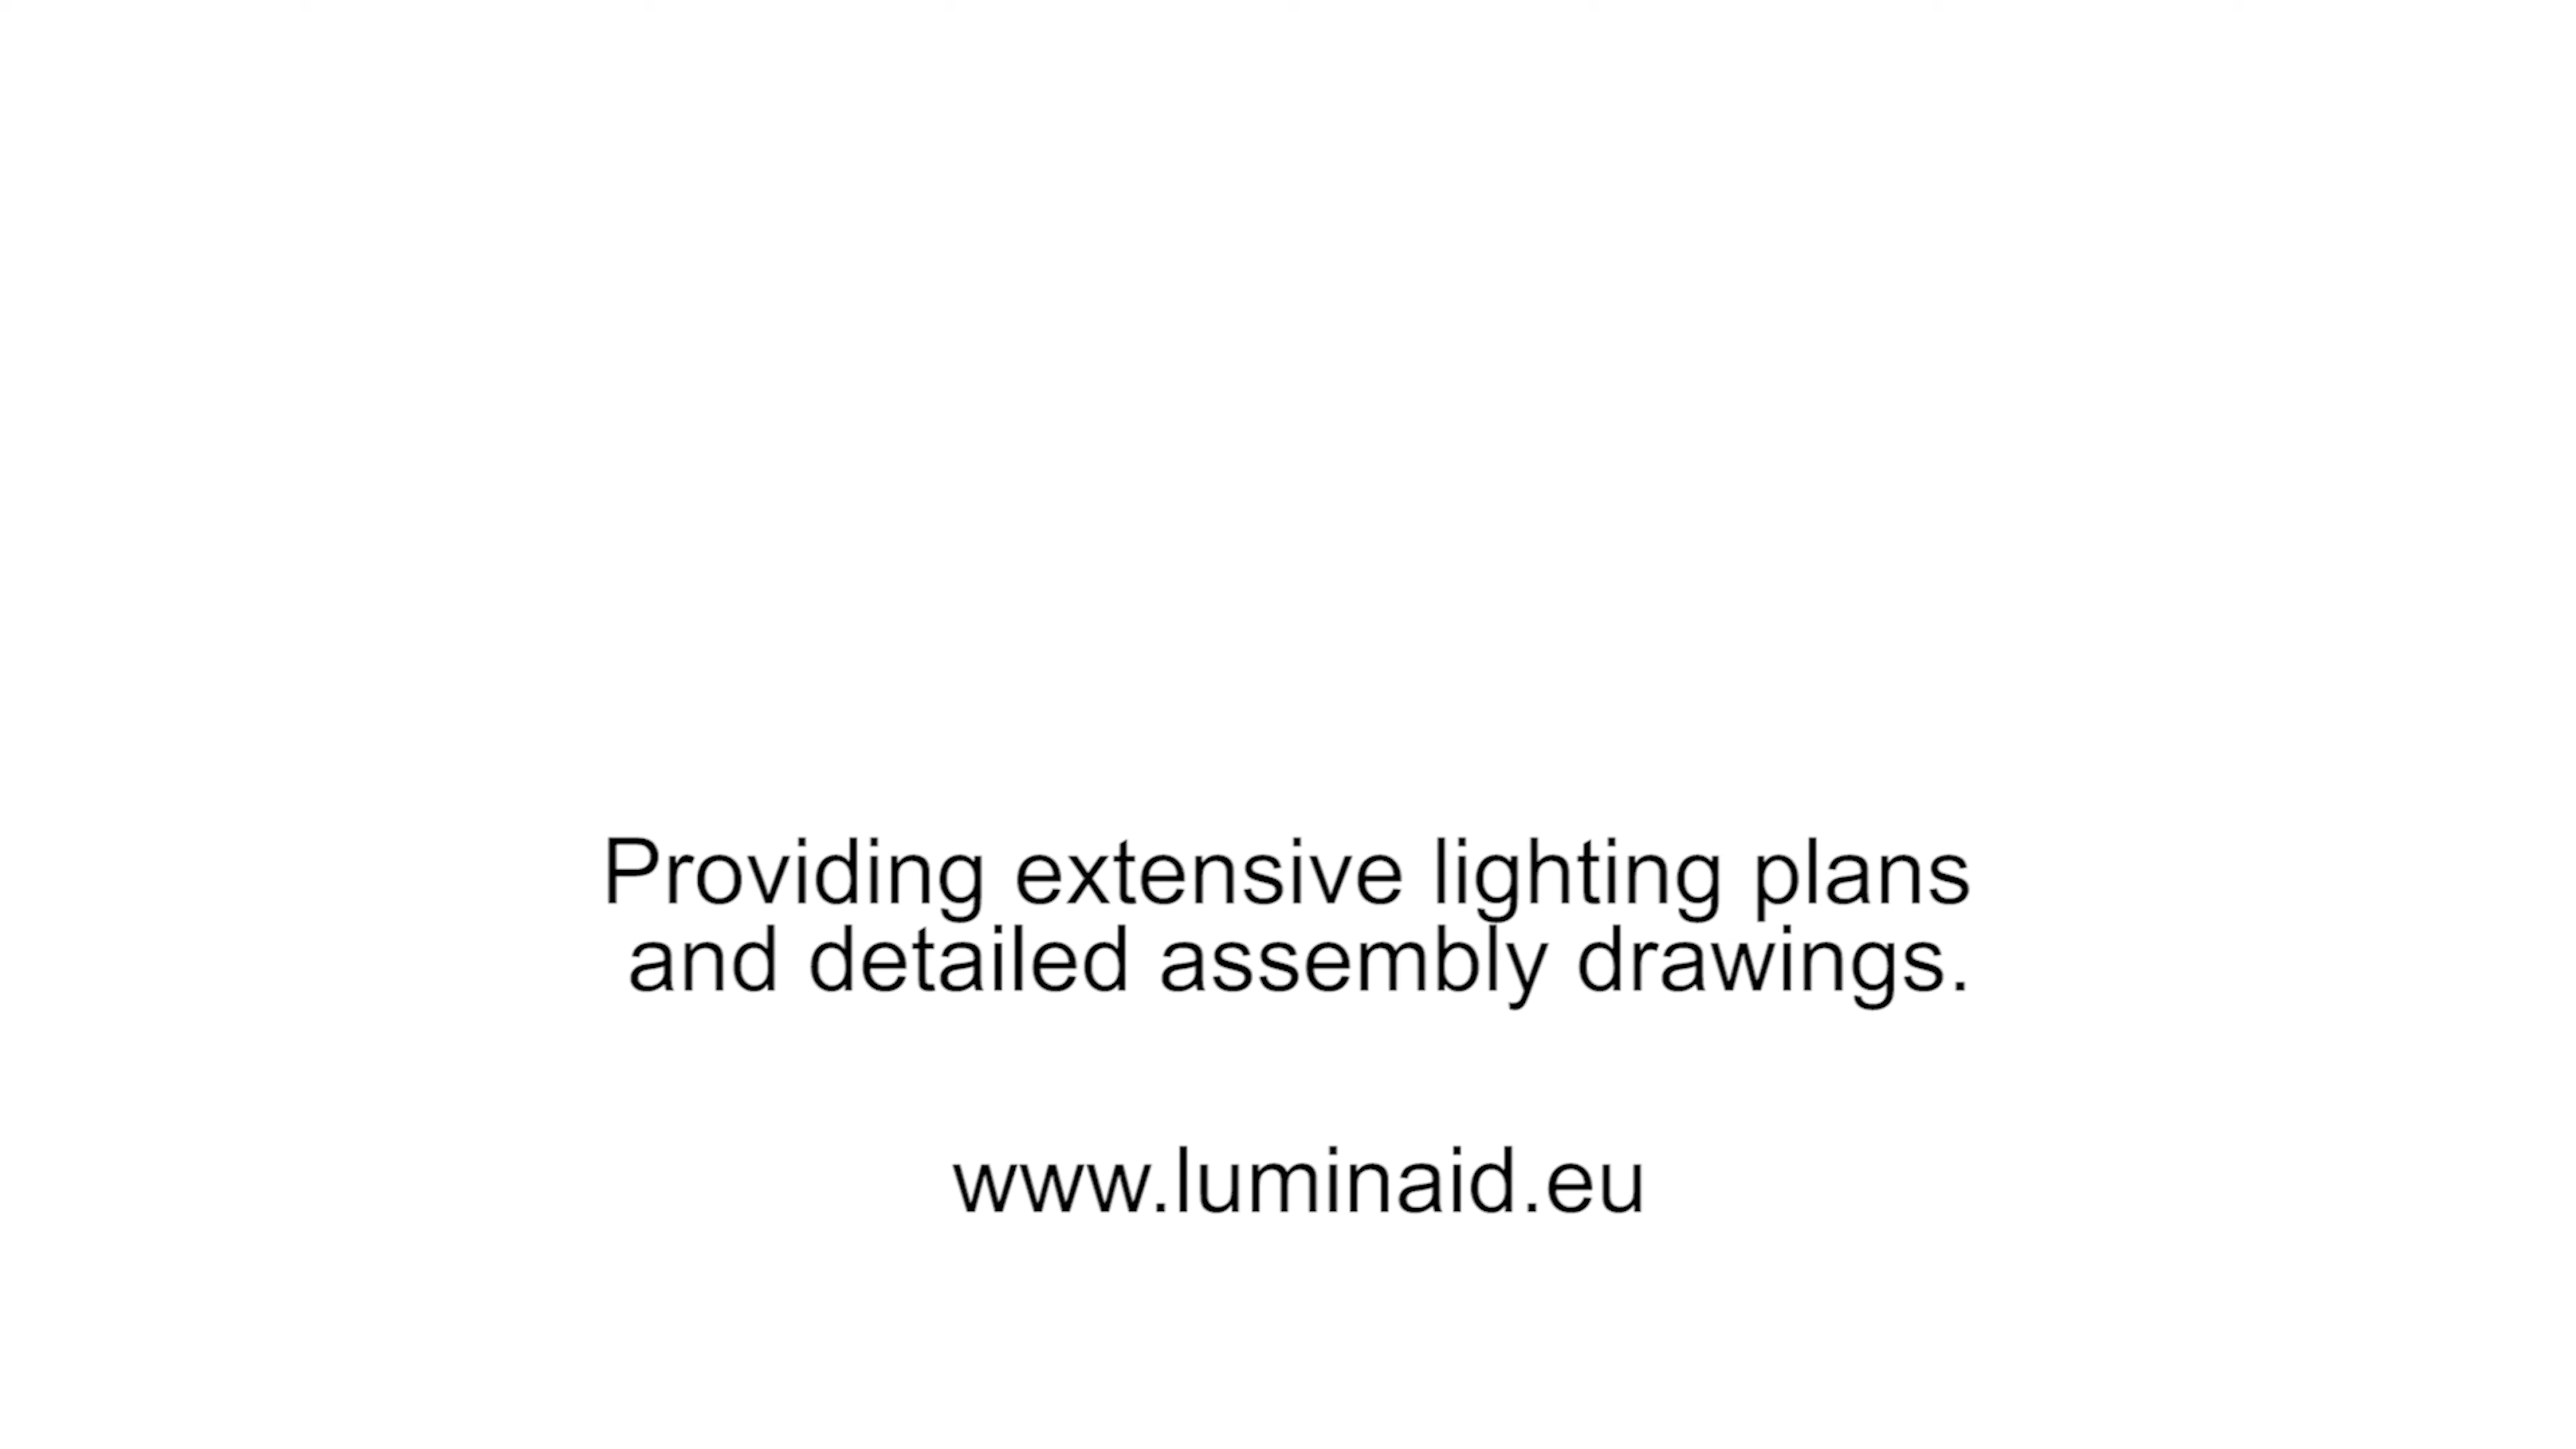 Providing extensive lighting plans
and detailed assembly drawings.
www.luminaid.eu